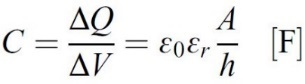 C = ΔQ/ΔV = ε₀εᵣ A/h [F]